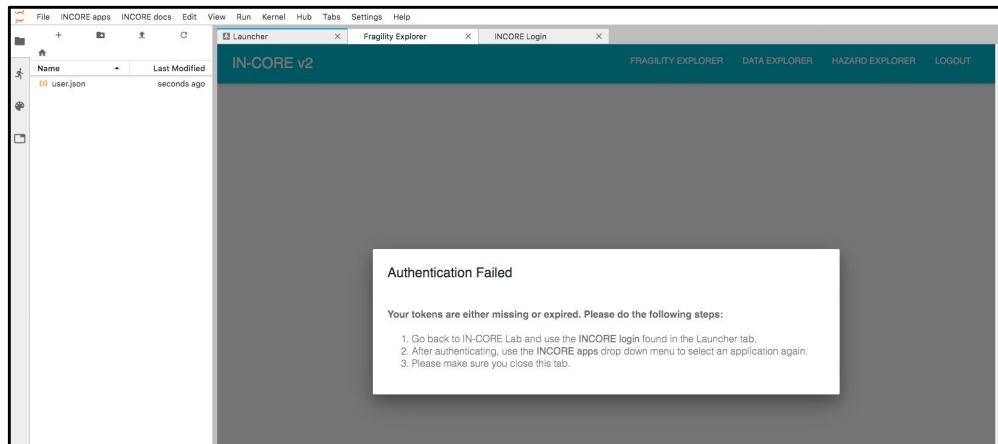 File INCORE apps INCORE docs Edit View Run Kernel Hub Tabs Settings Help
Launcher Fragility Explorer INCORE Login
Name Last Modified
user.json seconds ago
IN-CORE v2 FRAGILITY EXPLORER DATA EXPLORER HAZARD EXPLORER LOGOUT
Authentication Failed
Your tokens are either missing or expired. Please do the following steps:
1. Go back to IN-CORE Lab and use the INCORE login found in the Launcher tab.
2. After authenticating, use the INCORE apps drop down menu to select an application again.
3. Please make sure you close this tab.